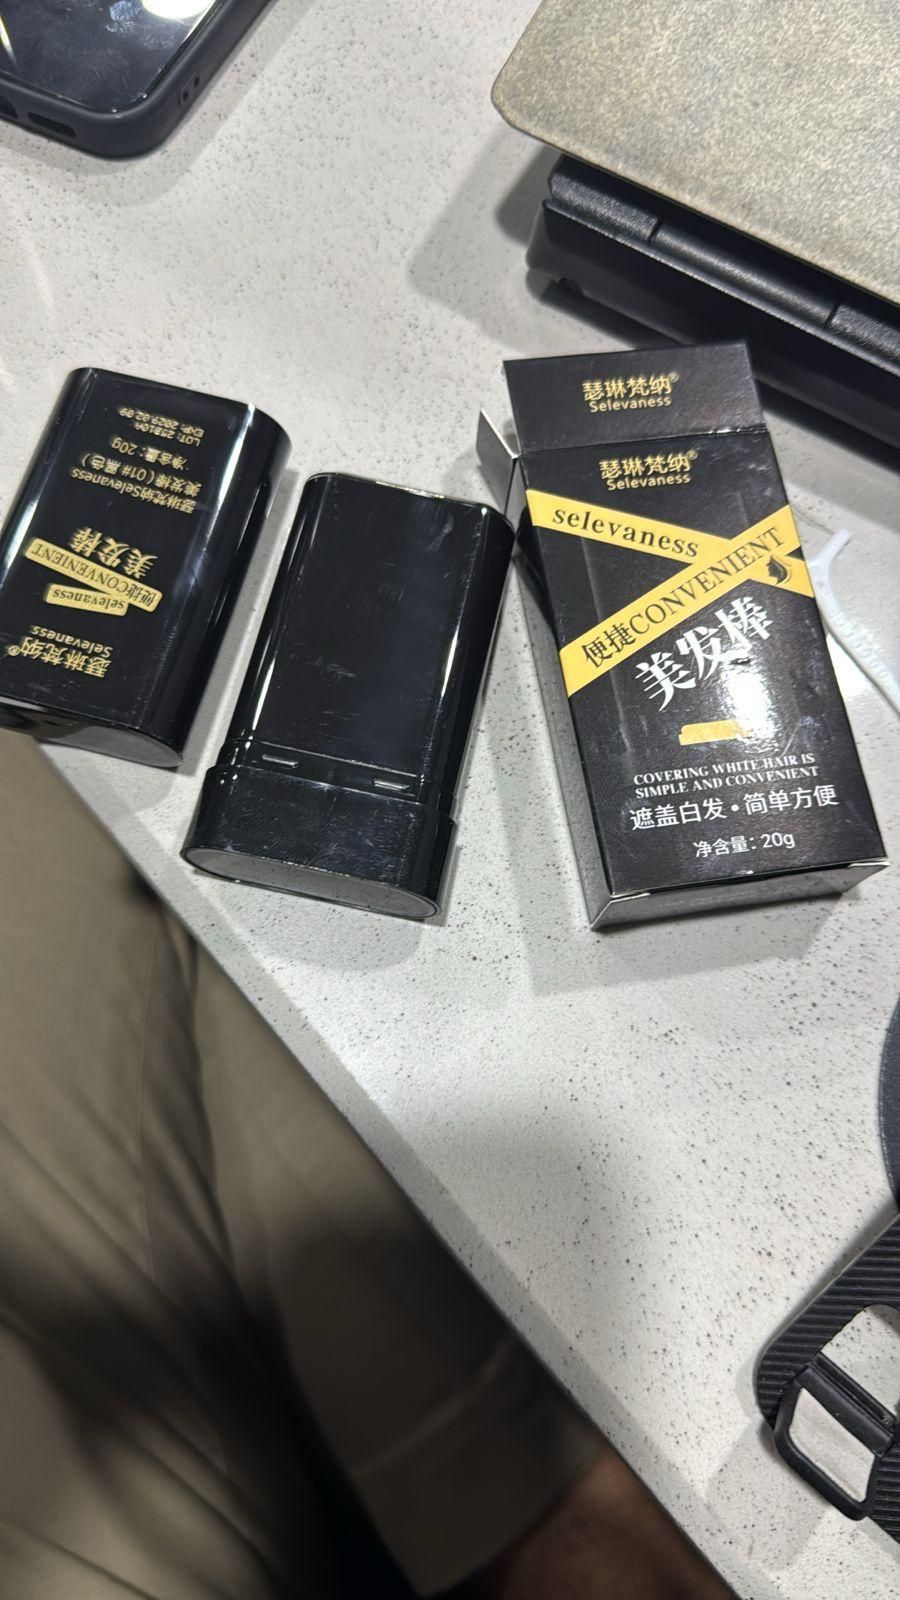 瑟琳梵纳®
Selevaness
瑟琳梵纳®
Selevaness
selevaness
便捷CONVENIENT
美发棒
COVERING WHITE HAIR IS
SIMPLE AND CONVENIENT
遮盖白发•简单方便
净含量: 20g
瑟琳梵纳®
Selevaness
selevaness
便捷CONVENIENT
美发棒
瑟琳梵纳Selevaness
美发棒(01#黑色)
净含量: 20g
EXP: 2029.02.09